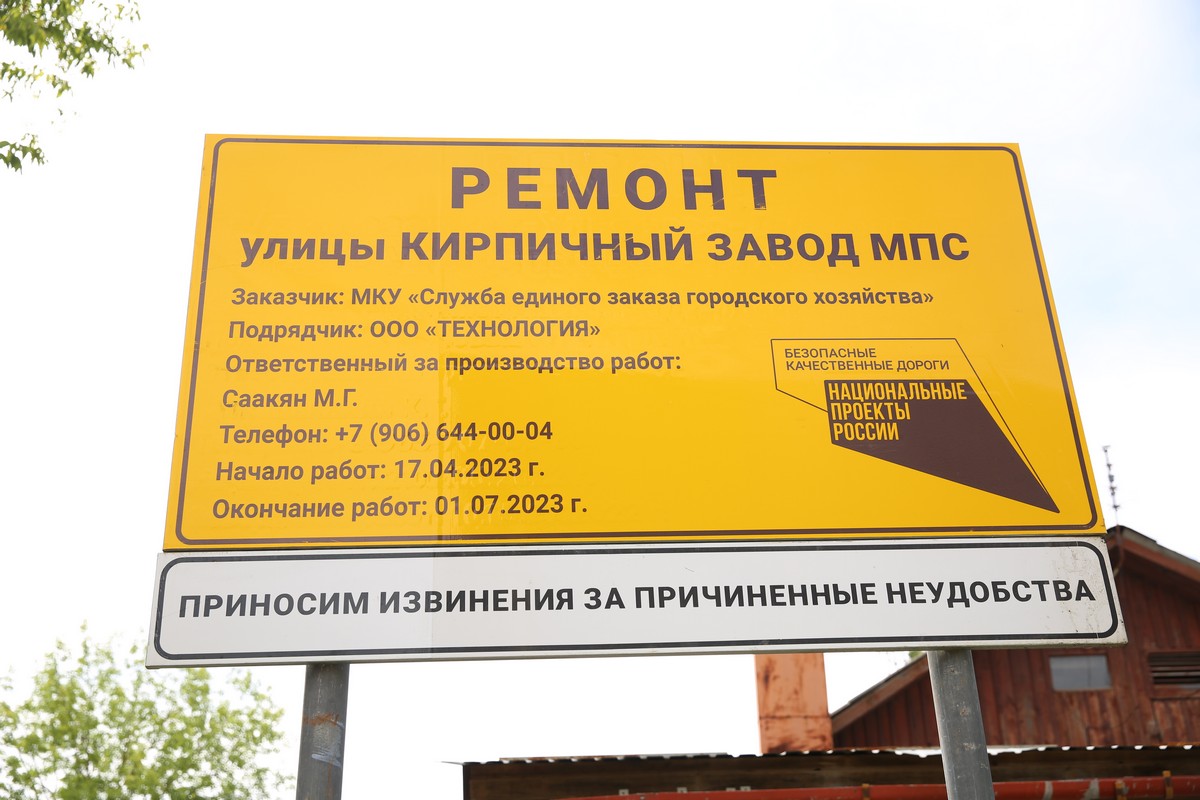 РЕМОНТ
улицы КИРПИЧНЫЙ ЗАВОД МПС
Заказчик: МКУ «Служба единого заказа городского хозяйства»
Подрядчик: ООО «ТЕХНОЛОГИЯ»
Ответственный за производство работ:
Саакян М.Г.
Телефон: +7 (906) 644-00-04
Начало работ: 17.04.2023 г.
Окончание работ: 01.07.2023 г.
БЕЗОПАСНЫЕ
КАЧЕСТВЕННЫЕ ДОРОГИ
НАЦИОНАЛЬНЫЕ
ПРОЕКТЫ
РОССИИ
ПРИНОСИМ ИЗВИНЕНИЯ ЗА ПРИЧИНЕННЫЕ НЕУДОБСТВА